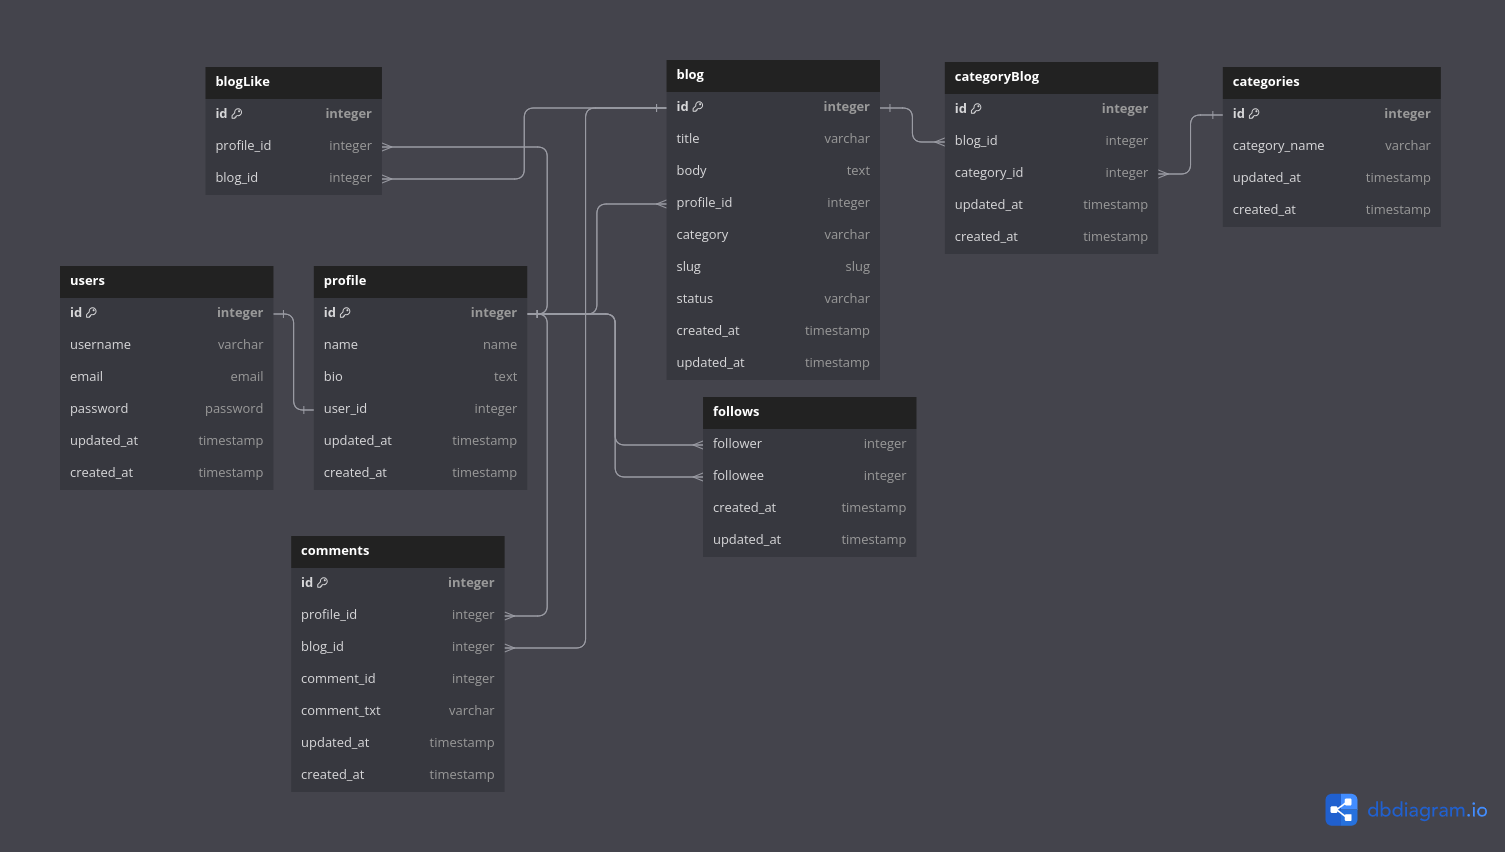 blogLike
id integer
profile_id integer
blog_id integer
blog
id integer
title varchar
body text
profile_id integer
category varchar
slug slug
status varchar
created_at timestamp
updated_at timestamp
categoryBlog
id integer
blog_id integer
category_id integer
updated_at timestamp
created_at timestamp
categories
id integer
category_name varchar
updated_at timestamp
created_at timestamp
users
id integer
username varchar
email email
password password
updated_at timestamp
created_at timestamp
profile
id integer
name name
bio text
user_id integer
updated_at timestamp
created_at timestamp
follows
follower integer
followee integer
created_at timestamp
updated_at timestamp
comments
id integer
profile_id integer
blog_id integer
comment_id integer
comment_txt varchar
updated_at timestamp
created_at timestamp
dbdiagram.io